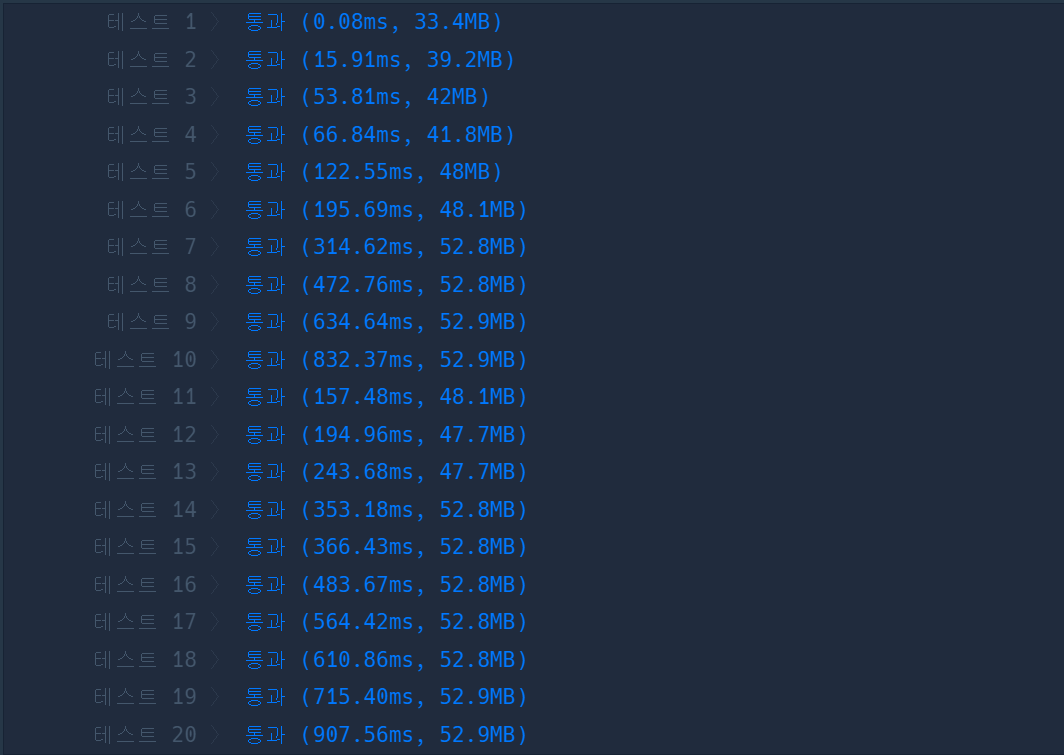 테스트 1 〉 통과 (0.08ms, 33.4MB)
테스트 2 〉 통과 (15.91ms, 39.2MB)
테스트 3 〉 통과 (53.81ms, 42MB)
테스트 4 〉 통과 (66.84ms, 41.8MB)
테스트 5 〉 통과 (122.55ms, 48MB)
테스트 6 〉 통과 (195.69ms, 48.1MB)
테스트 7 〉 통과 (314.62ms, 52.8MB)
테스트 8 〉 통과 (472.76ms, 52.8MB)
테스트 9 〉 통과 (634.64ms, 52.9MB)
테스트 10 〉 통과 (832.37ms, 52.9MB)
테스트 11 〉 통과 (157.48ms, 48.1MB)
테스트 12 〉 통과 (194.96ms, 47.7MB)
테스트 13 〉 통과 (243.68ms, 47.7MB)
테스트 14 〉 통과 (353.18ms, 52.8MB)
테스트 15 〉 통과 (366.43ms, 52.8MB)
테스트 16 〉 통과 (483.67ms, 52.8MB)
테스트 17 〉 통과 (564.42ms, 52.8MB)
테스트 18 〉 통과 (610.86ms, 52.8MB)
테스트 19 〉 통과 (715.40ms, 52.9MB)
테스트 20 〉 통과 (907.56ms, 52.9MB)